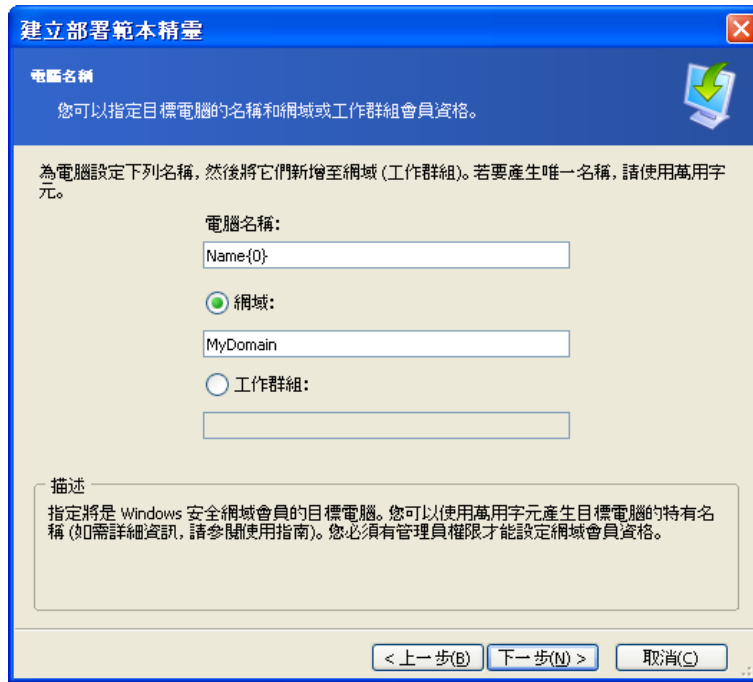 建立部署範本精靈
電腦名稱
您可以指定目標電腦的名稱和網域或工作群組會員資格。
為電腦設定下列名稱, 然後將它們新增至網域 (工作群組)。若要產生唯一名稱, 請使用萬用字
元。
電腦名稱:
Name{0}
網域:
MyDomain
工作群組:
描述
指定將是 Windows 安全網域會員的目標電腦。您可以使用萬用字元產生目標電腦的特有名
稱 (如需詳細資訊, 請參閱使用指南)。您必須有管理員權限才能設定網域會員資格。
< 上一步(B) 下一步(N) > 取消(C)